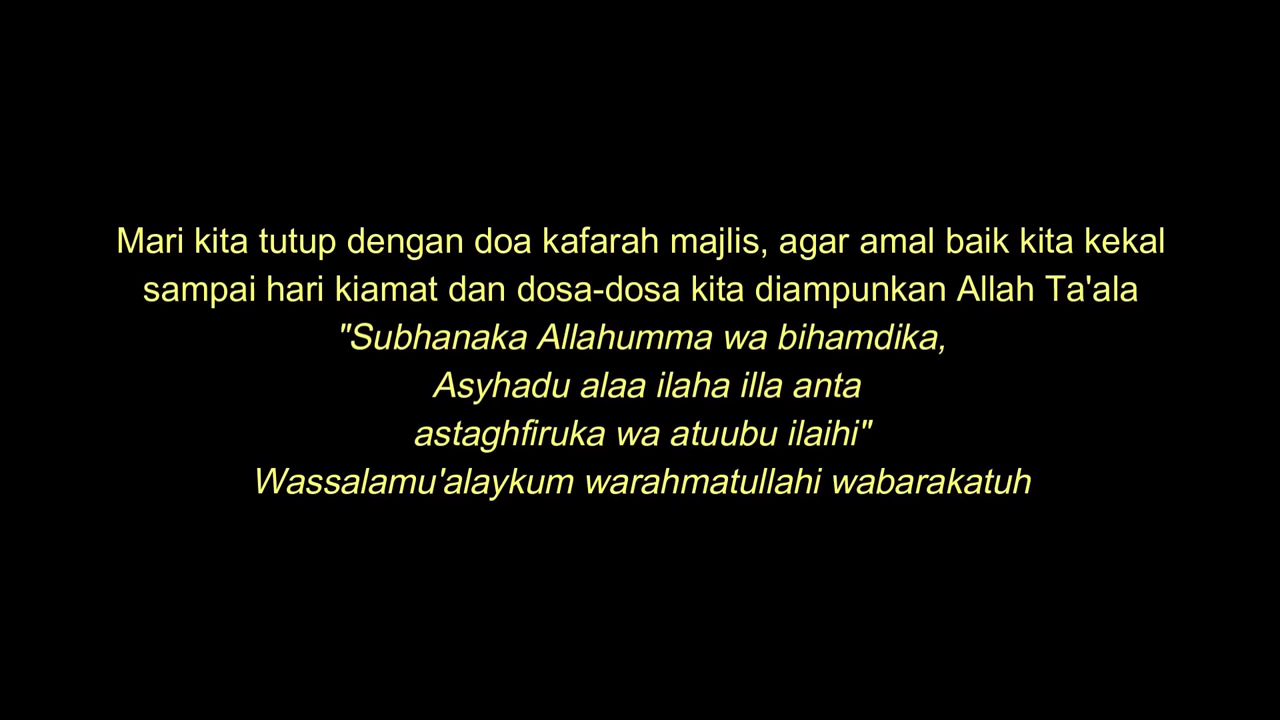 Mari kita tutup dengan doa kafarah majlis, agar amal baik kita kekal
sampai hari kiamat dan dosa-dosa kita diampunkan Allah Ta'ala
"Subhanaka Allahumma wa bihamdika,
Asyhadu alaa ilaha illa anta
astaghfiruka wa atuubu ilaihi"
Wassalamu'alaykum warahmatullahi wabarakatuh